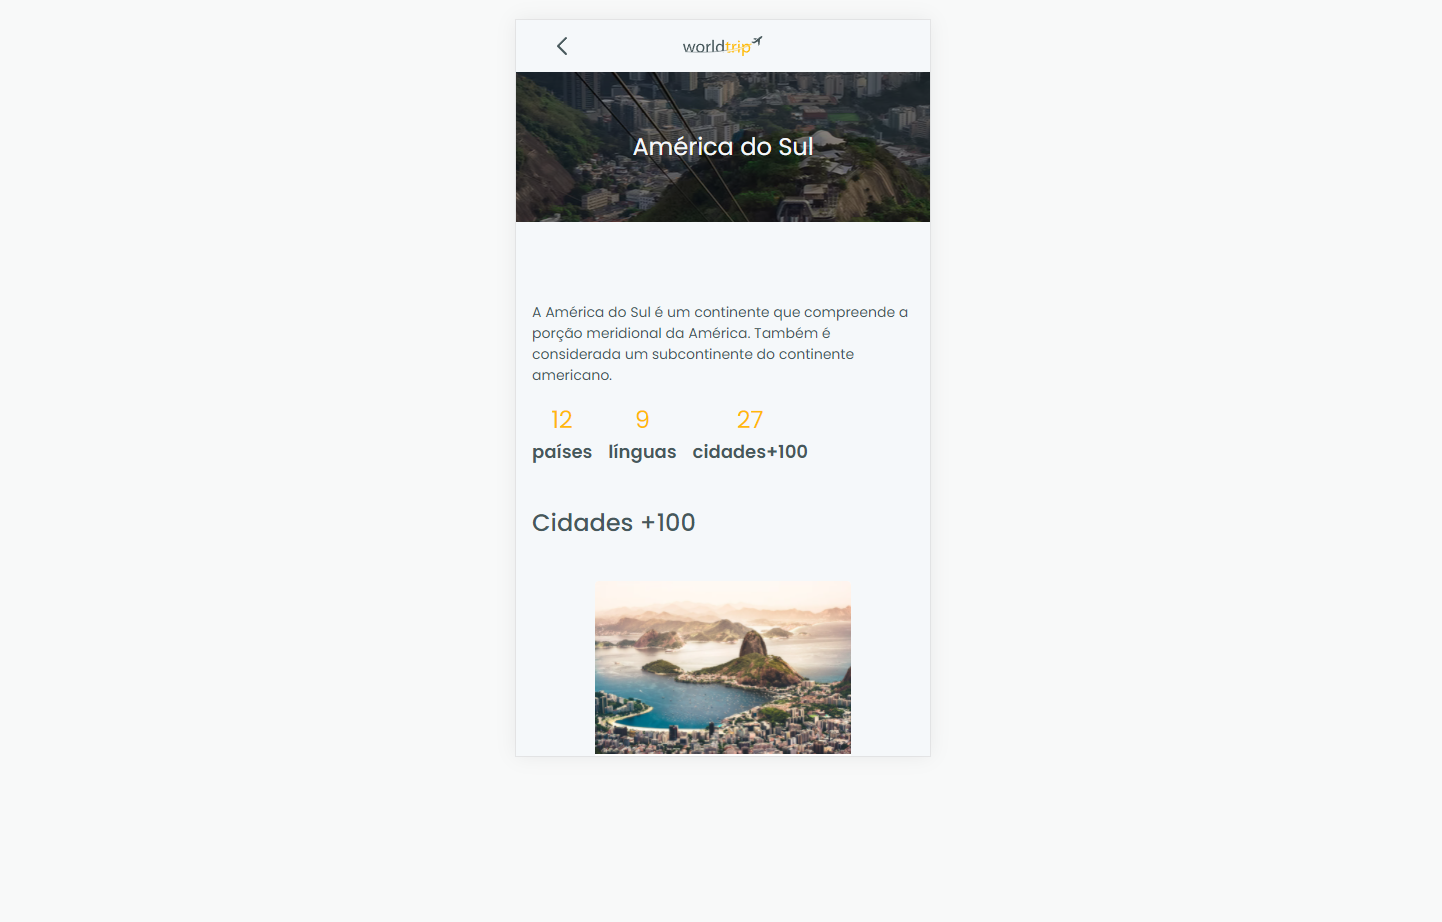 worldtrip
América do Sul
A América do Sul é um continente que compreende a
porção meridional da América. Também é
considerada um subcontinente do continente
americano.
12 9 27
países línguas cidades+100
Cidades +100